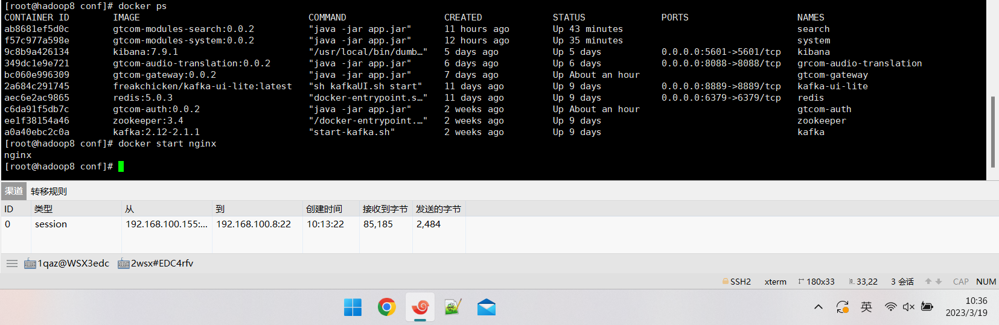 [root@hadoop8 conf]# docker ps
CONTAINER ID IMAGE COMMAND CREATED STATUS PORTS NAMES
ab8681ef5d0c gtcom-modules-search:0.0.2 "java -jar app.jar" 11 hours ago Up 43 minutes search
f57c977a598e gtcom-modules-system:0.0.2 "java -jar app.jar" 12 hours ago Up 35 minutes system
9c8b9a426134 kibana:7.9.1 "/usr/local/bin/dumb…" 5 days ago Up 5 days 0.0.0.0:5601->5601/tcp kibana
349dc1e9e721 gtcom-audio-translation:0.0.2 "java -jar app.jar" 6 days ago Up 6 days 0.0.0.0:8088->8088/tcp grcom-audio-translation
bc060e996309 gtcom-gateway:0.0.2 "java -jar app.jar" 7 days ago Up About an hour gtcom-gateway
2a684c291745 freakchicken/kafka-ui-lite:latest "sh kafkaUI.sh start" 11 days ago Up 9 days 0.0.0.0:8889->8889/tcp kafka-ui-lite
aec6e2ac9865 redis:5.0.3 "docker-entrypoint.s…" 11 days ago Up 9 days 0.0.0.0:6379->6379/tcp redis
c6da91f5db7c gtcom-auth:0.0.2 "java -jar app.jar" 2 weeks ago Up About an hour gtcom-auth
ee1f38154a46 zookeeper:3.4 "/docker-entrypoint.…" 2 weeks ago Up 9 days zookeeper
a0a40ebc2c0a kafka:2.12-2.1.1 "start-kafka.sh" 2 weeks ago Up 9 days kafka
[root@hadoop8 conf]# docker start nginx
nginx
[root@hadoop8 conf]#
渠道 转移规则
ID 类型 从 到 创建时间 接收到字节 发送的字节
0 session 192.168.100.155:... 192.168.100.8:22 10:13:22 85,185 2,484
1qaz@WSX3edc 2wsx#EDC4rfv
SSH2 xterm 180x33 33,22 3 会话 CAP NUM
英 10:36
2023/3/19